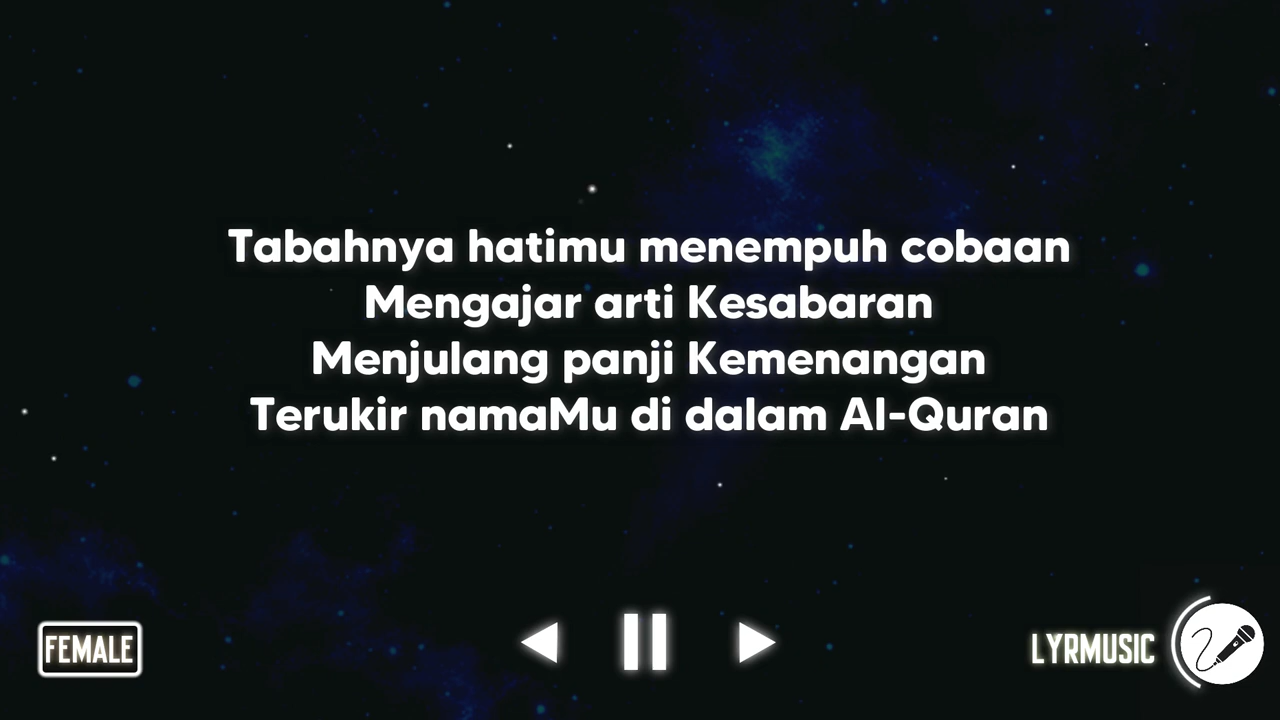 Tabahnya hatimu menempuh cobaan
Mengajar arti Kesabaran
Menjulang panji Kemenangan
Terukir namaMu di dalam Al-Quran
FEMALE
LYRMUSIC